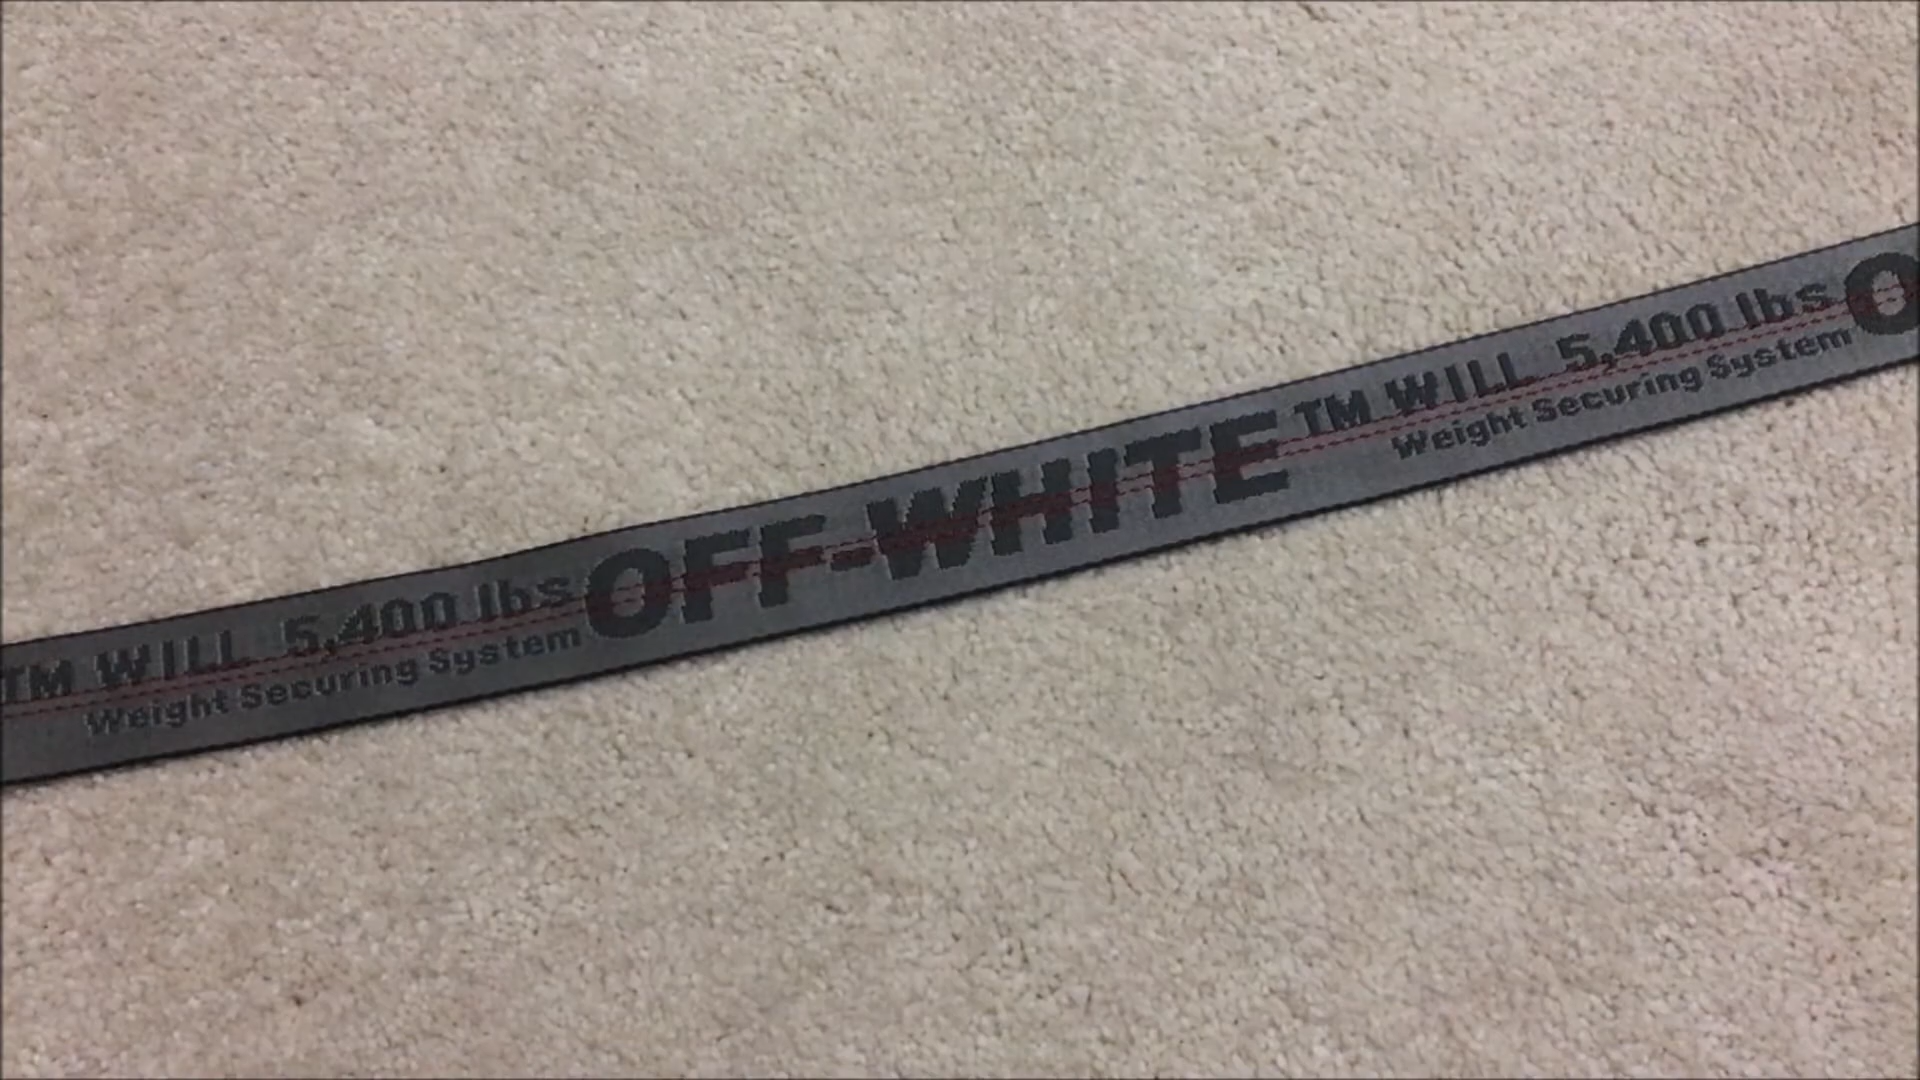 TM WILL 5,400 lbs OFF-WHITE TM WILL 5,400 lbs O
Weight Securing System Weight Securing System